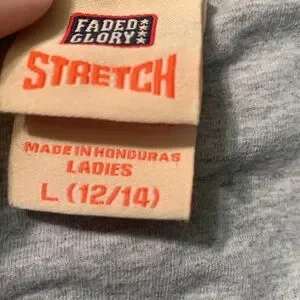 FADED
GLORY
STRETCH
MADE IN HONDURAS
LADIES
L (12/14)